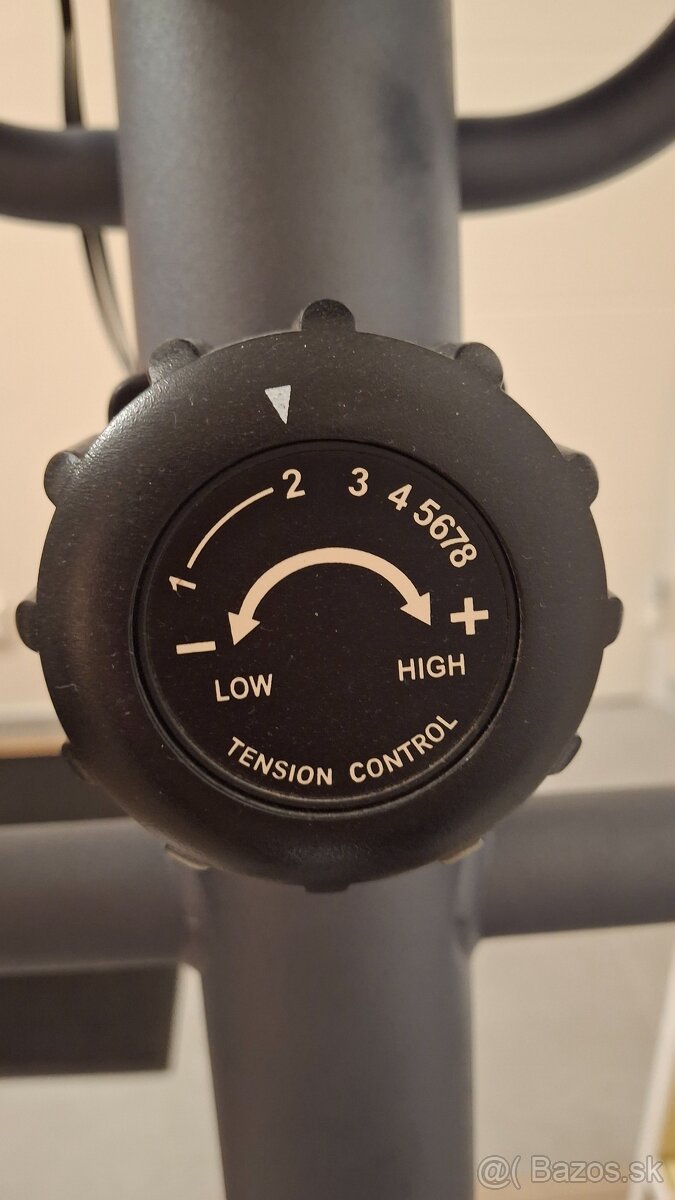 1 2 3 4 5 6 7 8
− +
LOW HIGH
TENSION CONTROL
@( Bazos.sk